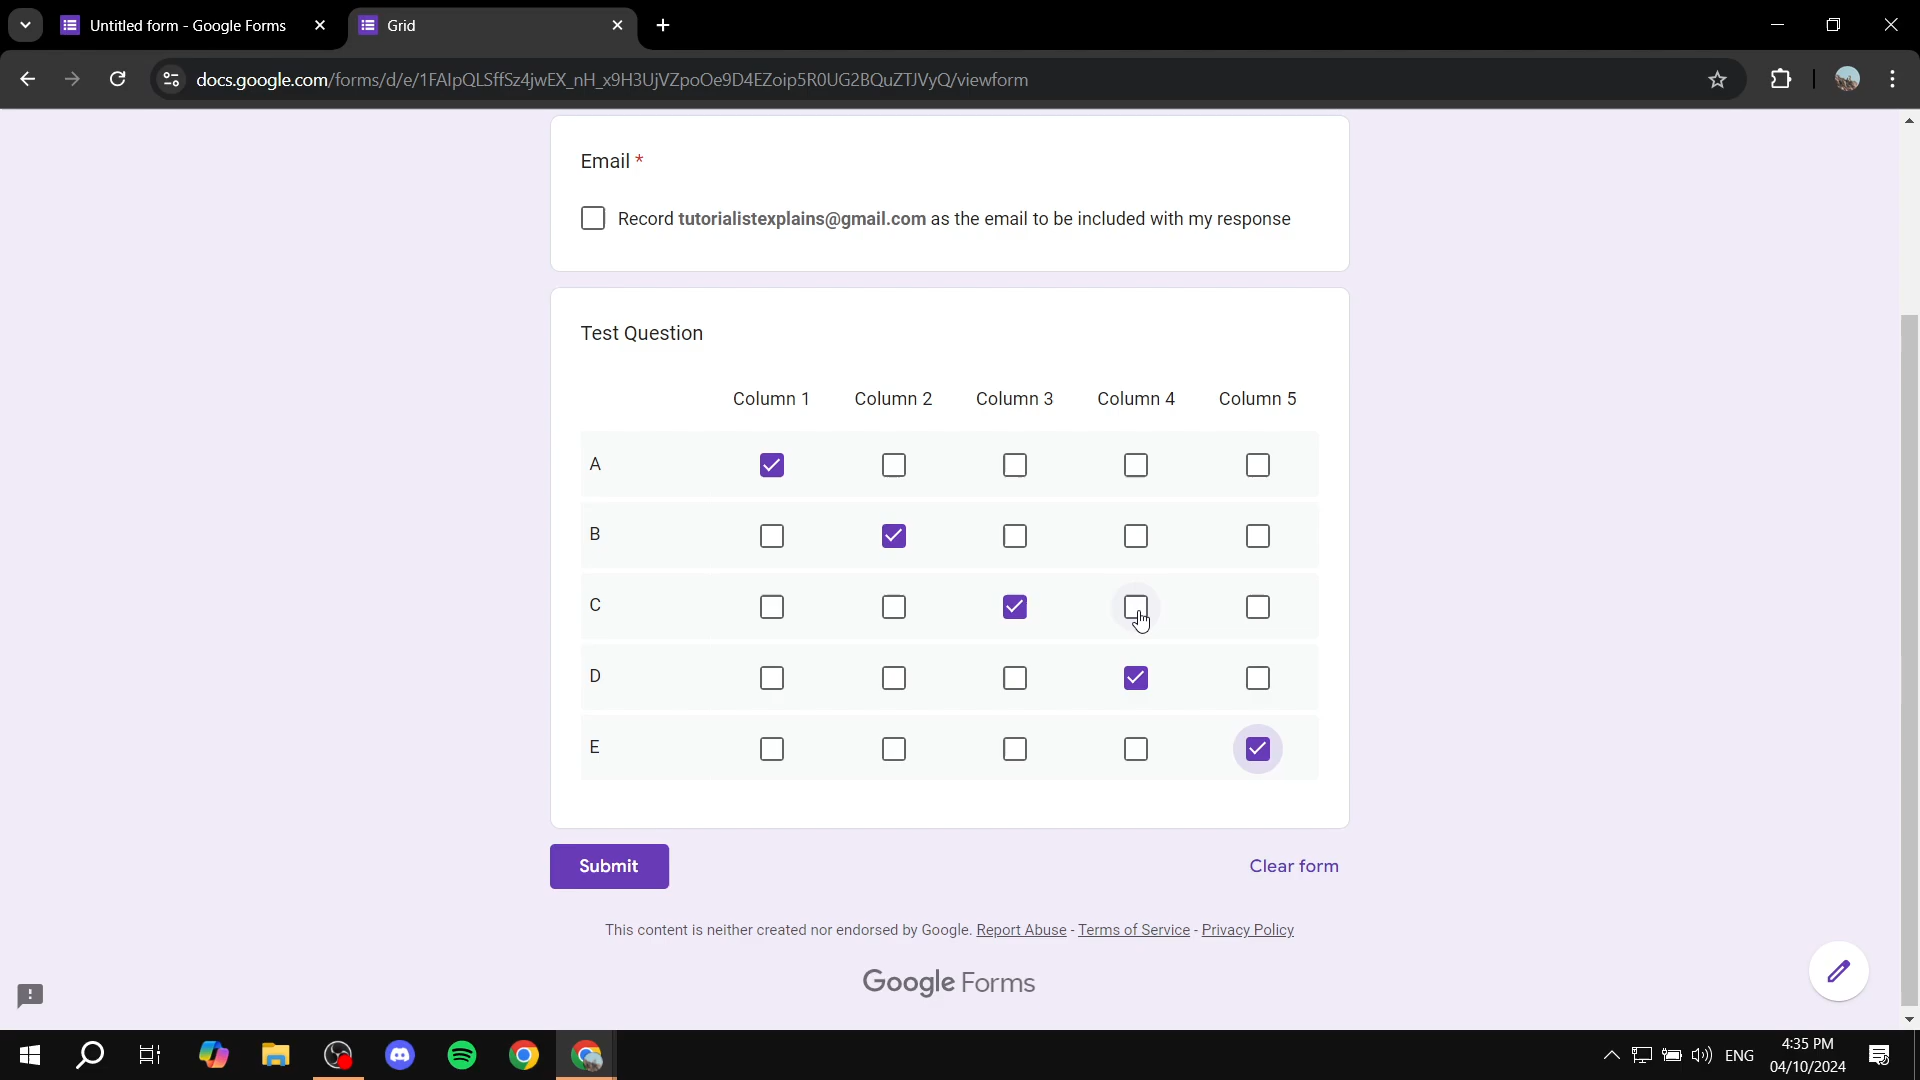 Untitled form - Google Forms
Grid
docs.google.com/forms/d/e/1FAIpQLSffSz4jwEX_nH_x9H3UjVZpoOe9D4EZoip5R0UG2BQuZTJVyQ/viewform
Email *
Record tutorialistexplains@gmail.com as the email to be included with my response
Test Question
Column 1 Column 2 Column 3 Column 4 Column 5
A
B
C
D
E
Submit Clear form
This content is neither created nor endorsed by Google. Report Abuse - Terms of Service - Privacy Policy
Google Forms
ENG
4:35 PM
04/10/2024